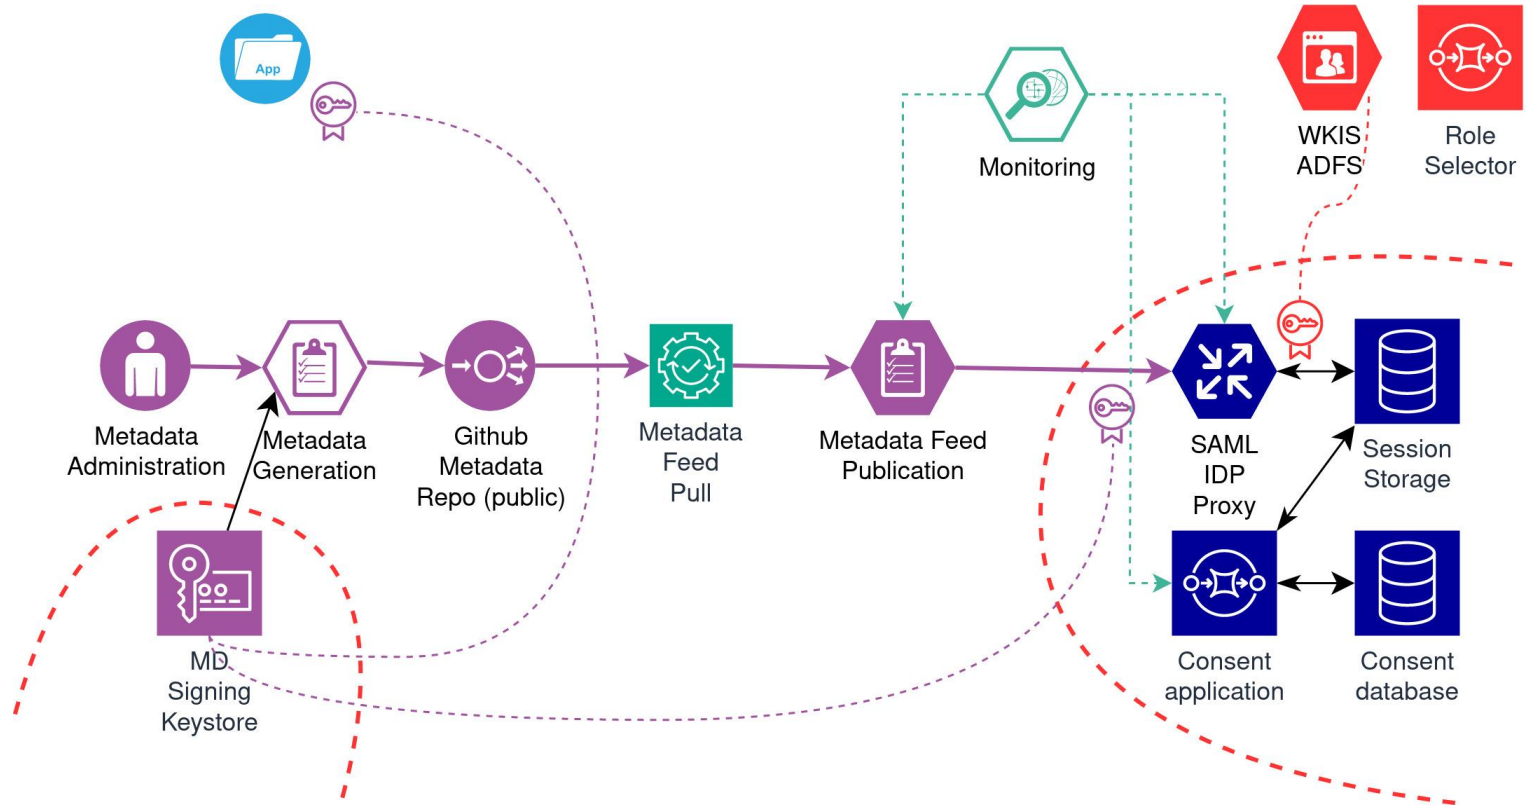 App
Monitoring
WKIS
ADFS
Role
Selector
Metadata
Administration
Metadata
Generation
Github
Metadata
Repo (public)
Metadata
Feed
Pull
Metadata Feed
Publication
SAML
IDP
Proxy
Session
Storage
MD
Signing
Keystore
Consent
application
Consent
database